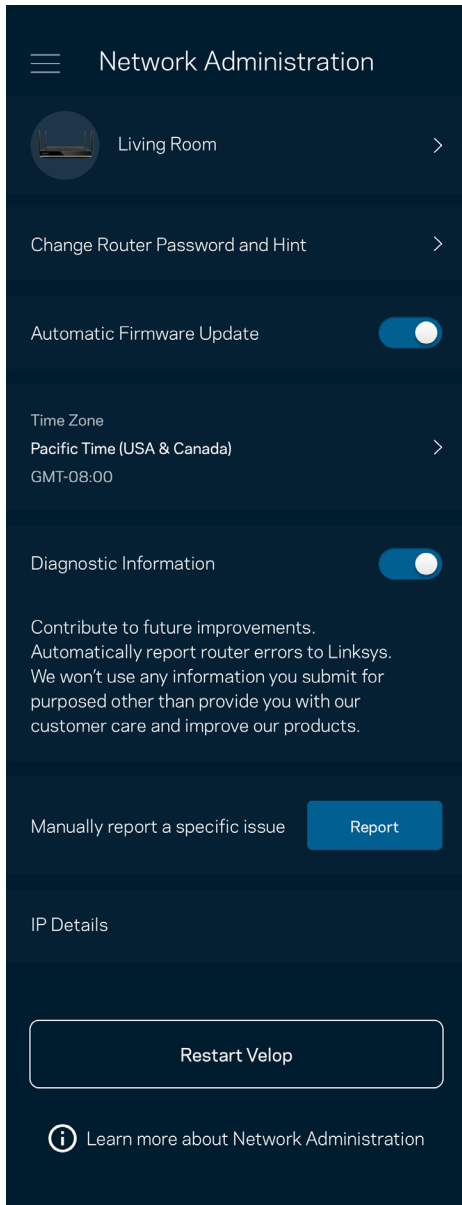 Network Administration
Living Room
Change Router Password and Hint
Automatic Firmware Update
Time Zone
Pacific Time (USA & Canada)
GMT-08:00
Diagnostic Information
Contribute to future improvements.
Automatically report router errors to Linksys.
We won't use any information you submit for
purposed other than provide you with our
customer care and improve our products.
Manually report a specific issue
Report
IP Details
Restart Velop
Learn more about Network Administration